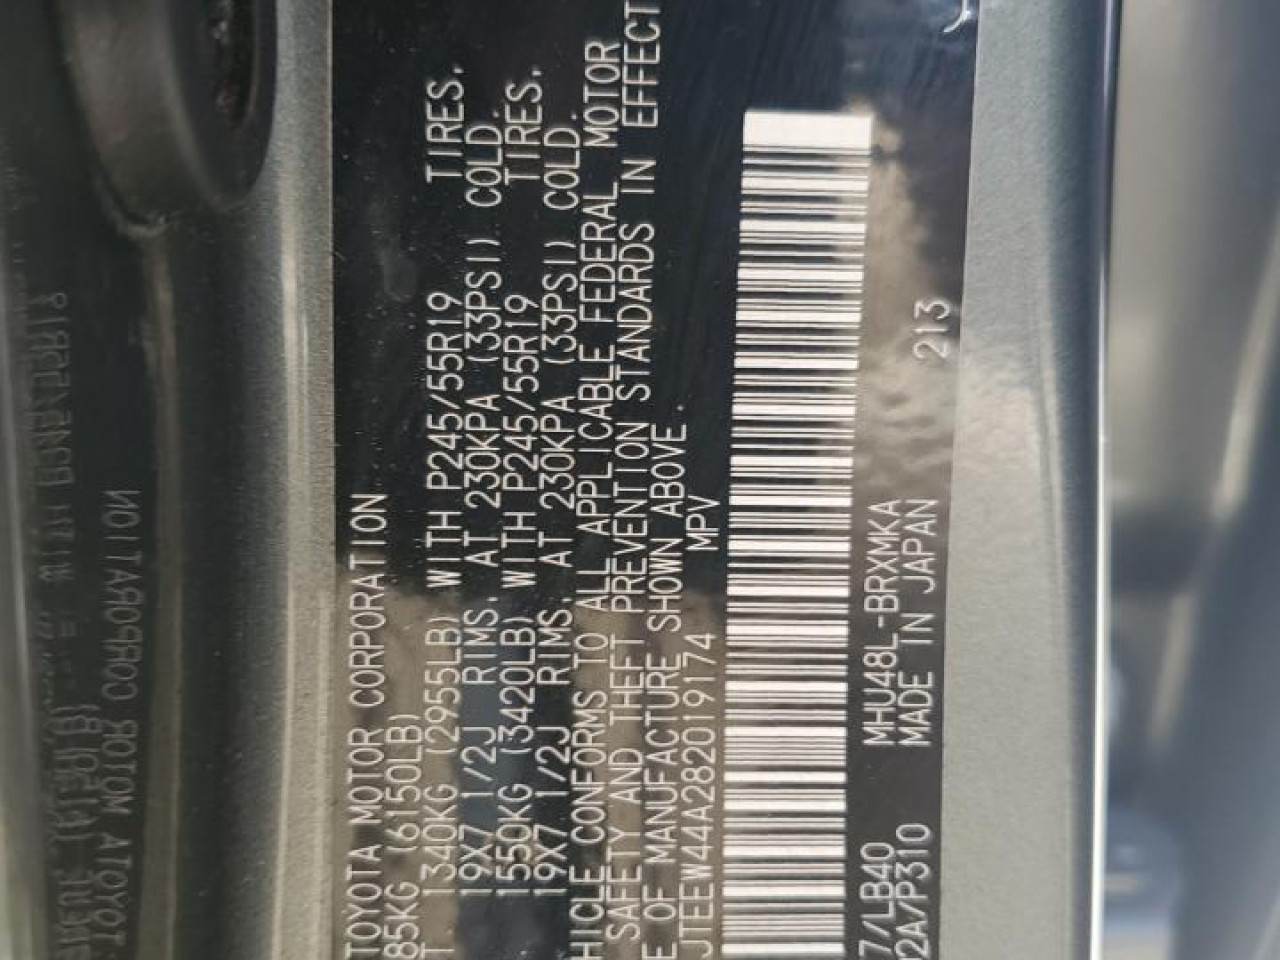 TOYOTA MOTOR CORPORATION
85KG (6150LB)
T 1340KG (2955LB) WITH P245/55R19 TIRES,
19X7 1/2J RIMS, AT 230KPA (33PSI) COLD.
1550KG (3420LB) WITH P245/55R19 TIRES,
19X7 1/2J RIMS, AT 230KPA (33PSI) COLD.
HICLE CONFORMS TO ALL APPLICABLE FEDERAL MOTOR
SAFETY AND THEFT PREVENTION STANDARDS IN EFFECT
E OF MANUFACTURE SHOWN ABOVE.
JTEEW44A282019174 MPV
7/LB40 MHU48L-BRXMKA
2A/P310 MADE IN JAPAN 213